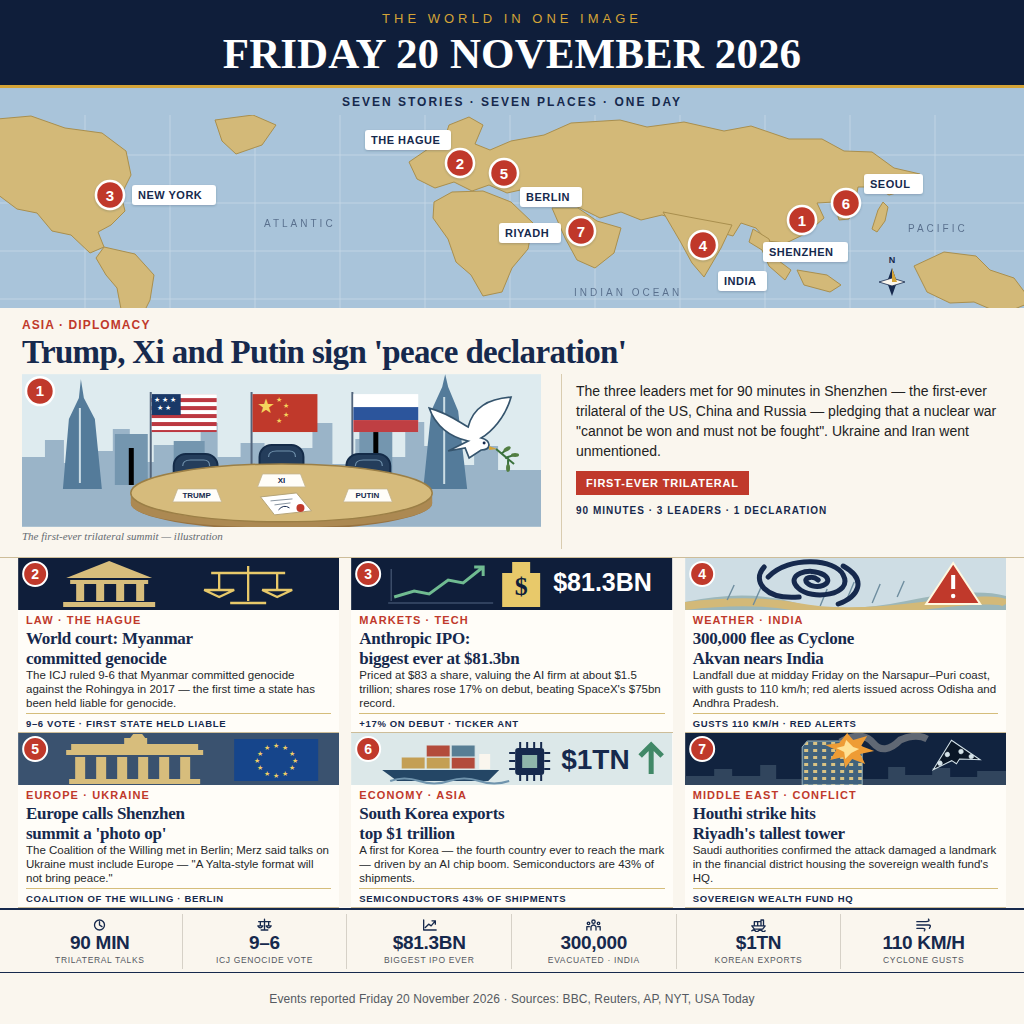 THE WORLD IN ONE IMAGE
FRIDAY 20 NOVEMBER 2026
SEVEN STORIES · SEVEN PLACES · ONE DAY
THE HAGUE
2
5
BERLIN
3
NEW YORK
SEOUL
6
1
SHENZHEN
ATLANTIC
RIYADH
7
4
INDIA
PACIFIC
N
INDIAN OCEAN
ASIA · DIPLOMACY
Trump, Xi and Putin sign 'peace declaration'
1
TRUMP
XI
PUTIN
The first-ever trilateral summit — illustration
The three leaders met for 90 minutes in Shenzhen — the first-ever
trilateral of the US, China and Russia — pledging that a nuclear war
"cannot be won and must not be fought". Ukraine and Iran went
unmentioned.
FIRST-EVER TRILATERAL
90 MINUTES · 3 LEADERS · 1 DECLARATION
2
LAW · THE HAGUE
World court: Myanmar
committed genocide
The ICJ ruled 9-6 that Myanmar committed genocide
against the Rohingya in 2017 — the first time a state has
been held liable for genocide.
9–6 VOTE · FIRST STATE HELD LIABLE
3
$
$81.3BN
MARKETS · TECH
Anthropic IPO:
biggest ever at $81.3bn
Priced at $83 a share, valuing the AI firm at about $1.5
trillion; shares rose 17% on debut, beating SpaceX's $75bn
record.
+17% ON DEBUT · TICKER ANT
4
!
WEATHER · INDIA
300,000 flee as Cyclone
Akvan nears India
Landfall due at midday Friday on the Narsapur–Puri coast,
with gusts to 110 km/h; red alerts issued across Odisha and
Andhra Pradesh.
GUSTS 110 KM/H · RED ALERTS
5
EUROPE · UKRAINE
Europe calls Shenzhen
summit a 'photo op'
The Coalition of the Willing met in Berlin; Merz said talks on
Ukraine must include Europe — "A Yalta-style format will
not bring peace."
COALITION OF THE WILLING · BERLIN
6
$1TN
ECONOMY · ASIA
South Korea exports
top $1 trillion
A first for Korea — the fourth country ever to reach the mark
— driven by an AI chip boom. Semiconductors are 43% of
shipments.
SEMICONDUCTORS 43% OF SHIPMENTS
7
MIDDLE EAST · CONFLICT
Houthi strike hits
Riyadh's tallest tower
Saudi authorities confirmed the attack damaged a landmark
in the financial district housing the sovereign wealth fund's
HQ.
SOVEREIGN WEALTH FUND HQ
90 MIN
TRILATERAL TALKS
9–6
ICJ GENOCIDE VOTE
$81.3BN
BIGGEST IPO EVER
300,000
EVACUATED · INDIA
$1TN
KOREAN EXPORTS
110 KM/H
CYCLONE GUSTS
Events reported Friday 20 November 2026 · Sources: BBC, Reuters, AP, NYT, USA Today